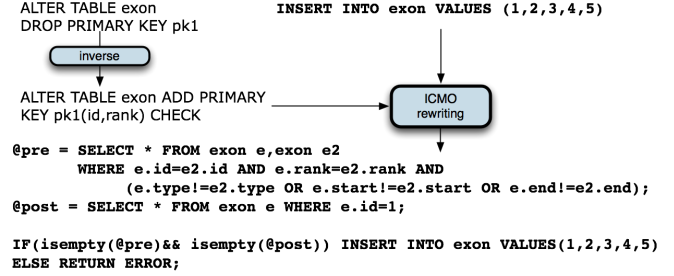 ALTER TABLE exon
DROP PRIMARY KEY pk1
INSERT INTO exon VALUES (1,2,3,4,5)
inverse
ALTER TABLE exon ADD PRIMARY
KEY pk1(id,rank) CHECK
ICMO
rewriting
@pre = SELECT * FROM exon e,exon e2
WHERE e.id=e2.id AND e.rank=e2.rank AND
(e.type!=e2.type OR e.start!=e2.start OR e.end!=e2.end);
@post = SELECT * FROM exon e WHERE e.id=1;
IF(isempty(@pre)&& isempty(@post)) INSERT INTO exon VALUES(1,2,3,4,5)
ELSE RETURN ERROR;